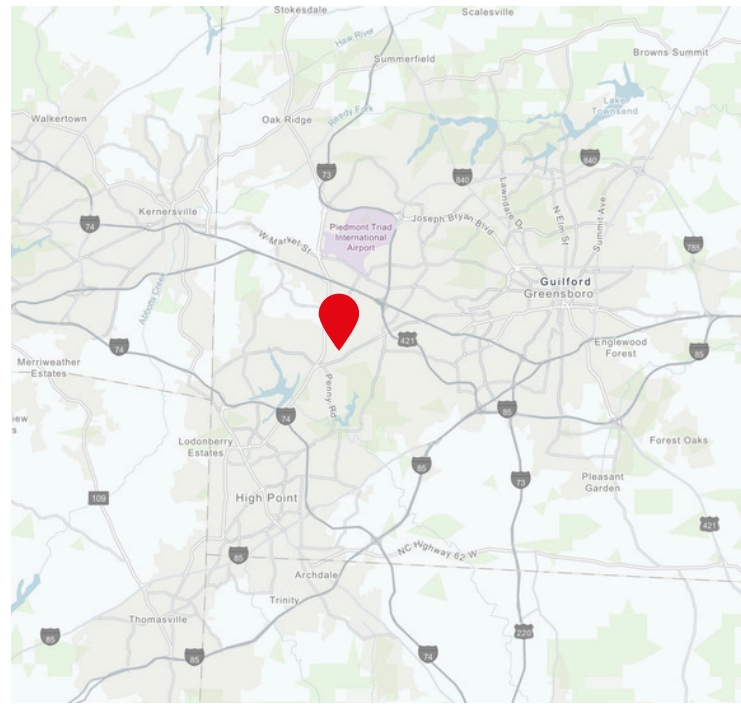 Stokesdale
Scalesville
Haw River
Summerfield
Browns Summit
Reedy Fork
Lake
Townsend
Walkertown
Oak Ridge
73
840
840
Lawndale Dr
N Elm St
Summit Ave
Kernersville
74
W Market St
Piedmont Triad
International
Airport
Joseph Bryan Blvd
785
Abbotts Creek
Guilford
Greensboro
421
Englewood
Forest
85
74
Merriweather
Estates
Penny Rd
74
85
iew
s
Lodonberry
Estates
Forest Oaks
85
73
Pleasant
Garden
109
High Point
421
85
NC Highway 62 W
Archdale
Trinity
Thomasville
85
85
74
220